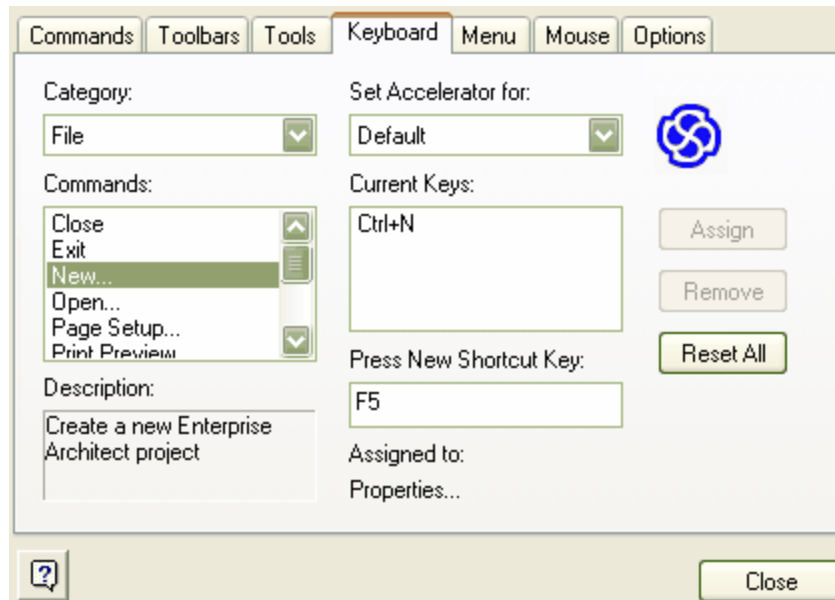 Commands Toolbars Tools Keyboard Menu Mouse Options
Category:
File
Commands:
Close
Exit
New...
Open...
Page Setup...
Print Preview
Description:
Create a new Enterprise
Architect project
Set Accelerator for:
Default
Current Keys:
Ctrl+N
Press New Shortcut Key:
F5
Assigned to:
Properties...
Assign
Remove
Reset All
Close